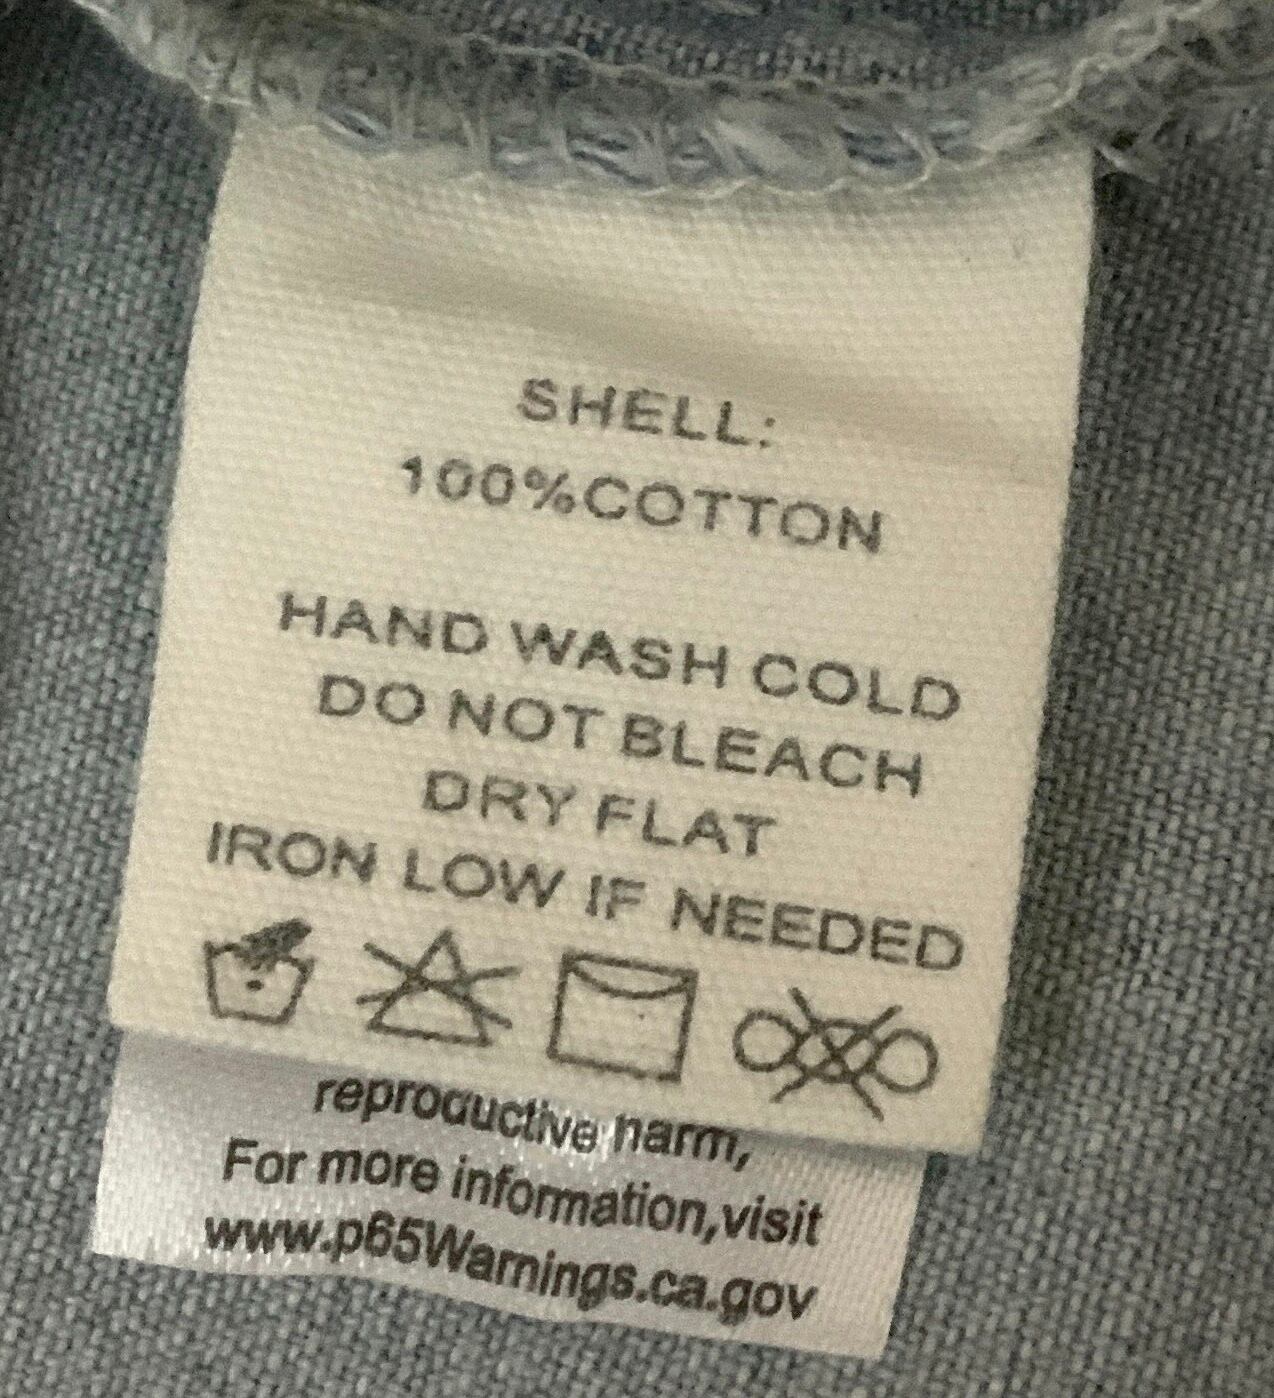 SHELL:
100%COTTON
HAND WASH COLD
DO NOT BLEACH
DRY FLAT
IRON LOW IF NEEDED
reproductive harm,
For more information,visit
www.p65Warnings.ca.gov